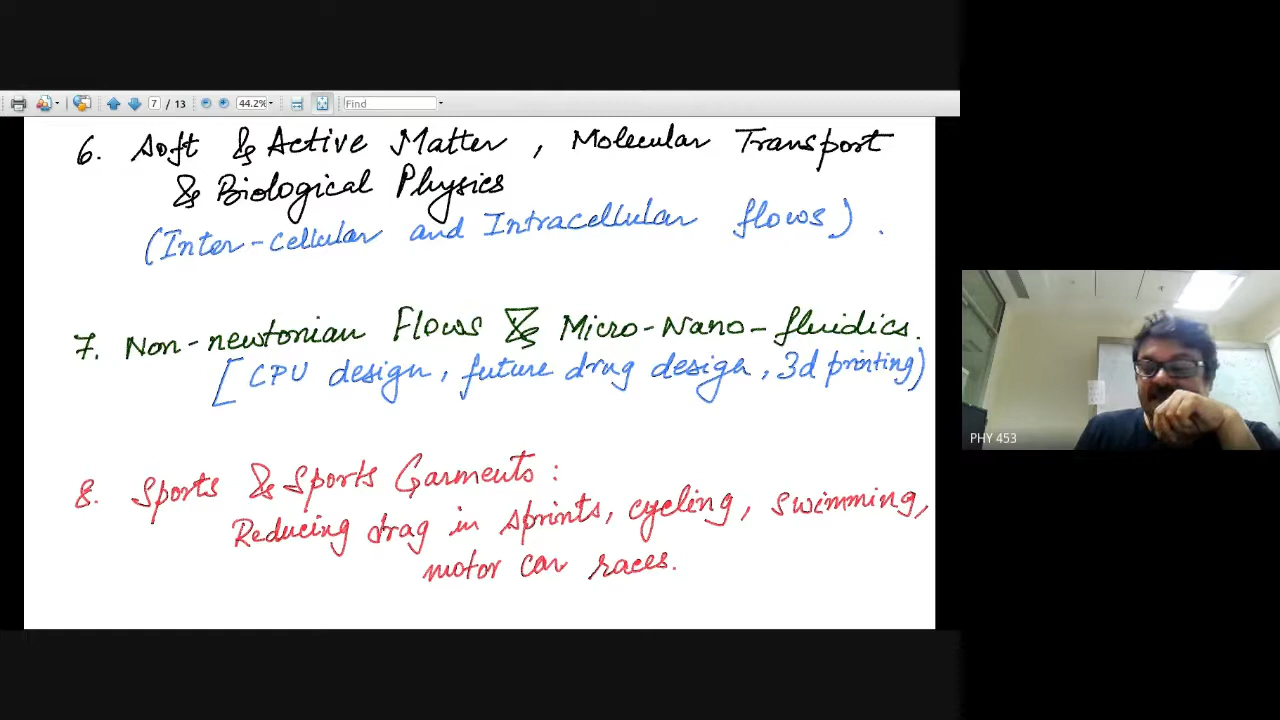 7 / 13 44.2% Find
6. Soft & Active Matter, Molecular Transport
& Biological Physics
(Inter-cellular and Intracellular flows).
7. Non-newtonian Flows & Micro-Nano-fluidics.
[CPU design, future drug design, 3d printing)
8. Sports & Sports Garments:
Reducing drag in sprints, cycling, swimming,
motor car races.
PHY 453